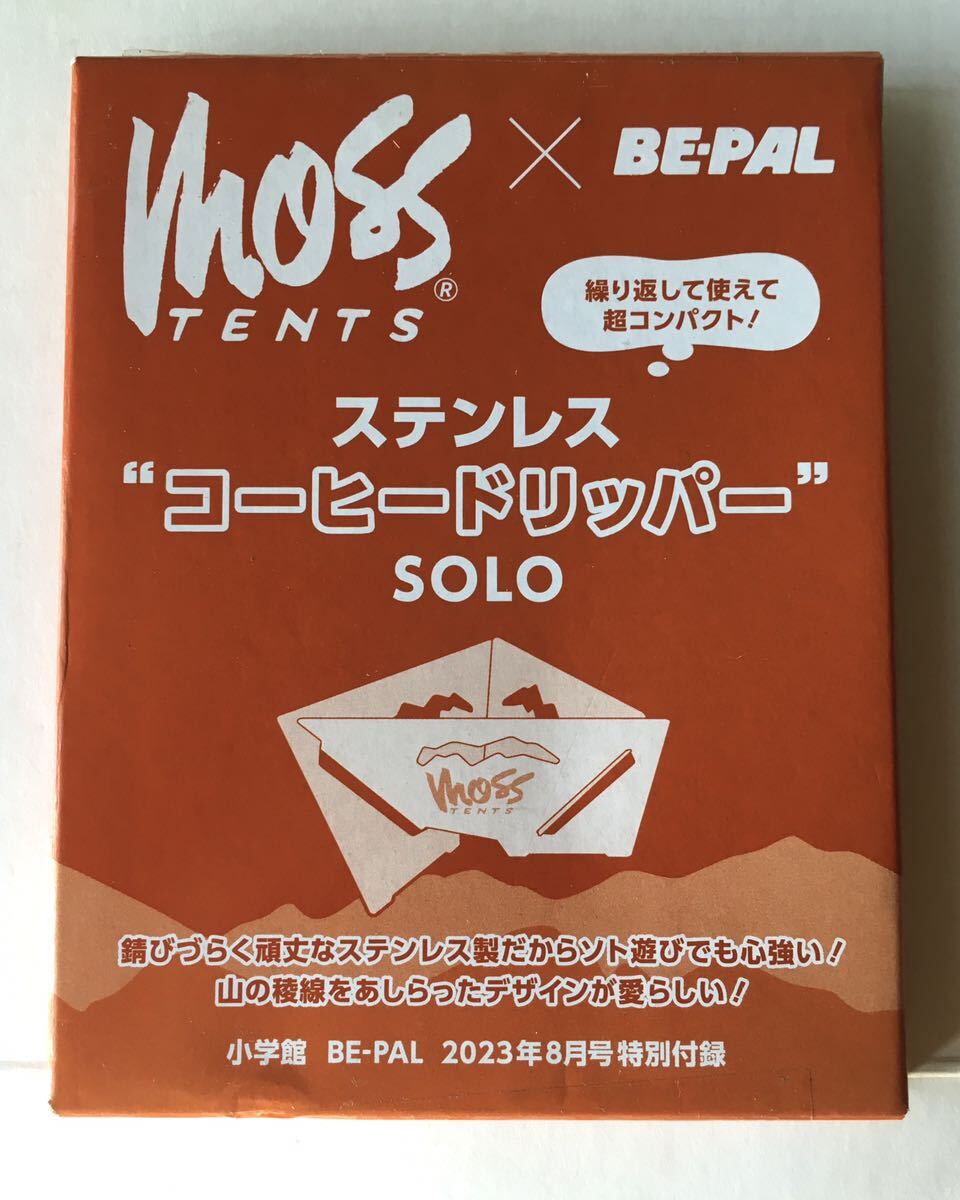 moss
TENTS®
×
BE-PAL
繰り返して使えて
超コンパクト!
ステンレス
“コーヒードリッパー”
SOLO
moss
TENTS
錆びづらく頑丈なステンレス製だからソト遊びでも心強い!
山の稜線をあしらったデザインが愛らしい!
小学館 BE-PAL 2023年8月号特別付録